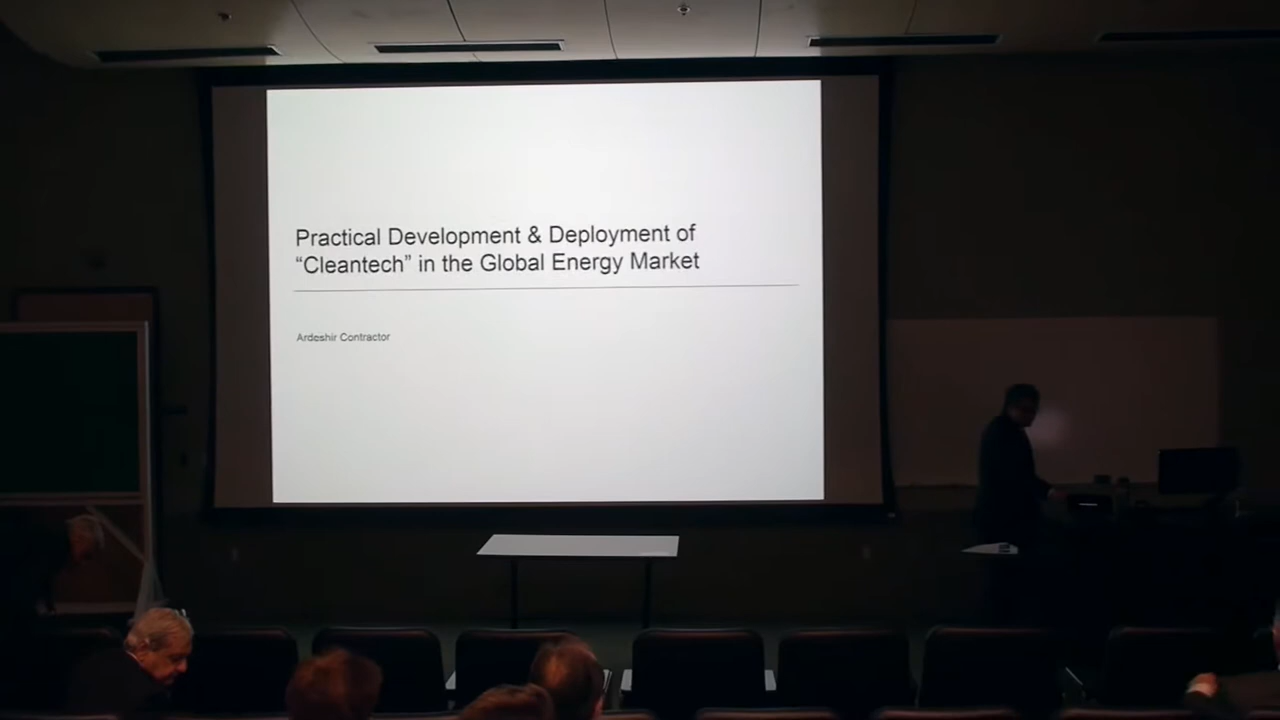 Practical Development & Deployment of
“Cleantech” in the Global Energy Market
Ardeshir Contractor